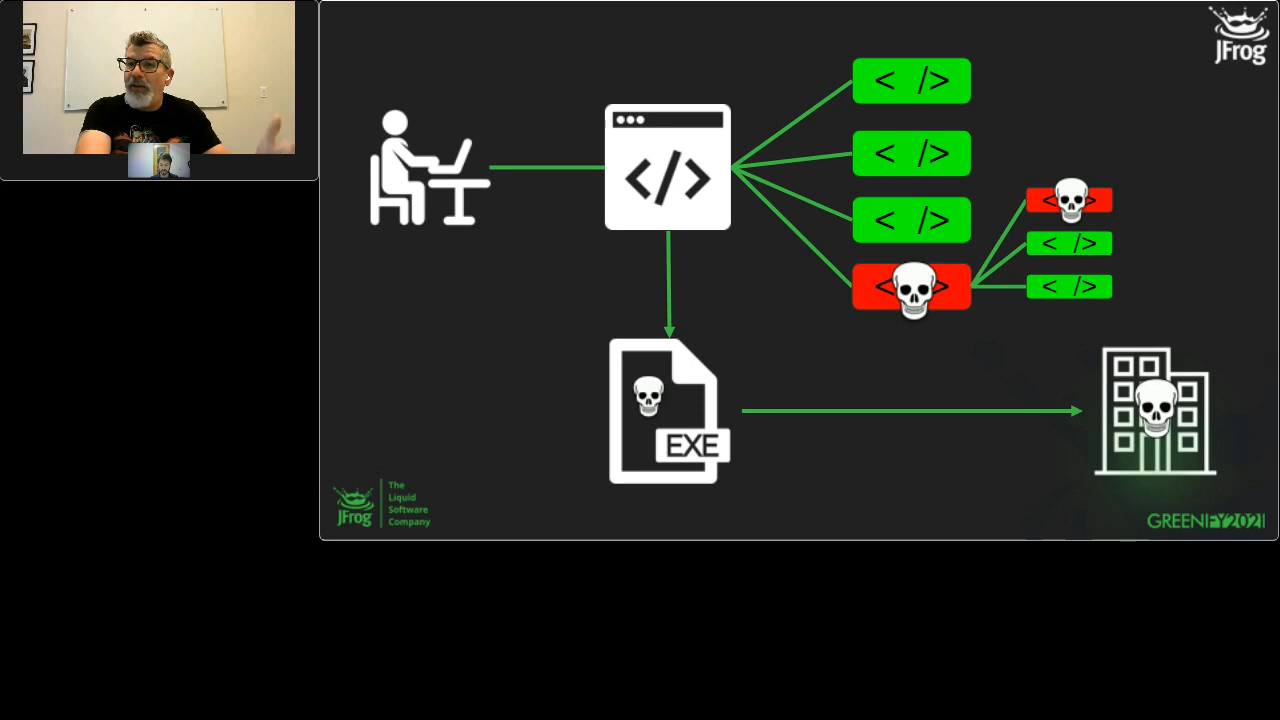 JFrog
< />
</>
< />
< />
< >
< >
< />
< />
EXE
JFrog
The
Liquid
Software
Company
GREENIFY2021